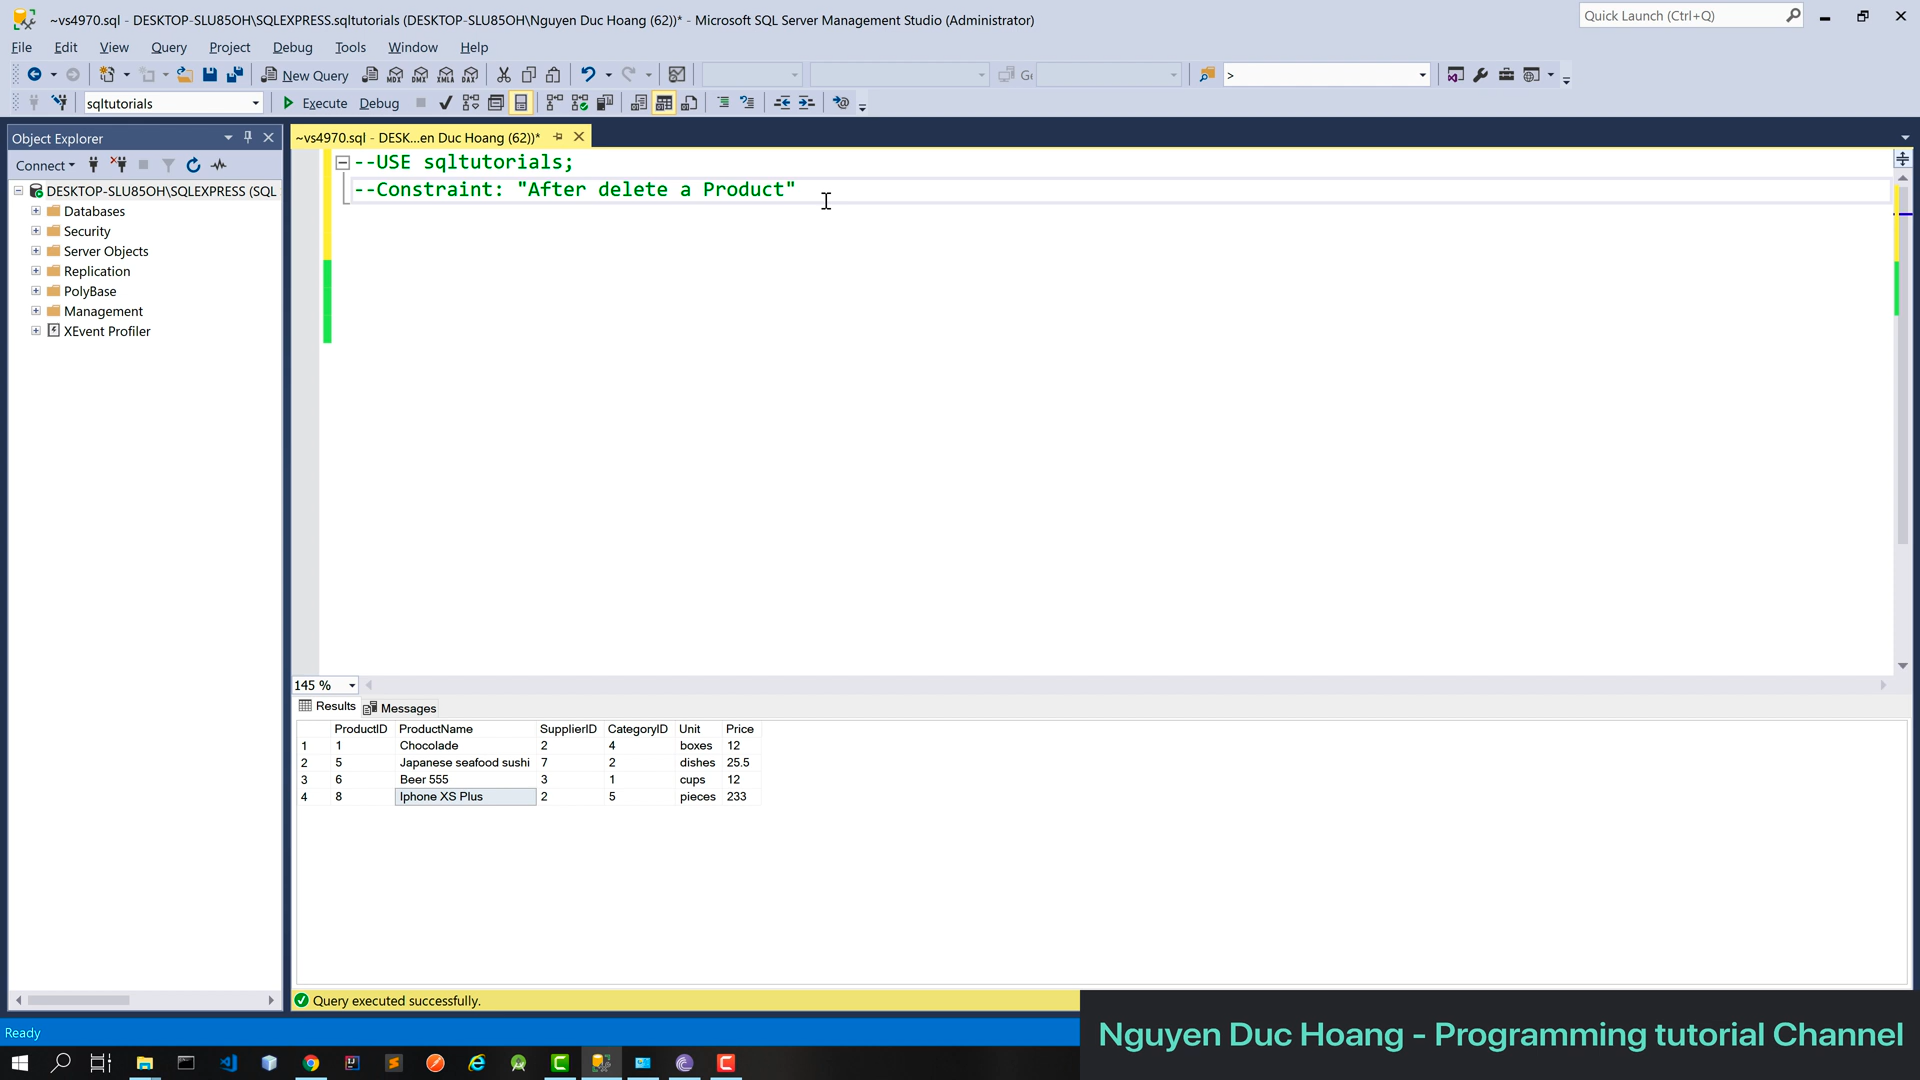 ~vs4970.sql - DESKTOP-SLU85OH\SQLEXPRESS.sqltutorials (DESKTOP-SLU85OH\Nguyen Duc Hoang (62))* - Microsoft SQL Server Management Studio (Administrator)
Quick Launch (Ctrl+Q)
File Edit View Query Project Debug Tools Window Help
New Query MDX DMX XMLA DAX Ge >
sqltutorials Execute Debug
Object Explorer
~vs4970.sql - DESK...en Duc Hoang (62))*
Connect
DESKTOP-SLU85OH\SQLEXPRESS (SQL
Databases
Security
Server Objects
Replication
PolyBase
Management
XEvent Profiler
--USE sqltutorials;
--Constraint: "After delete a Product"
145 %
Results Messages
ProductID ProductName SupplierID CategoryID Unit Price
1 1 Chocolade 2 4 boxes 12
2 5 Japanese seafood sushi 7 2 dishes 25.5
3 6 Beer 555 3 1 cups 12
4 8 Iphone XS Plus 2 5 pieces 233
Query executed successfully.
Ready
Nguyen Duc Hoang - Programming tutorial Channel